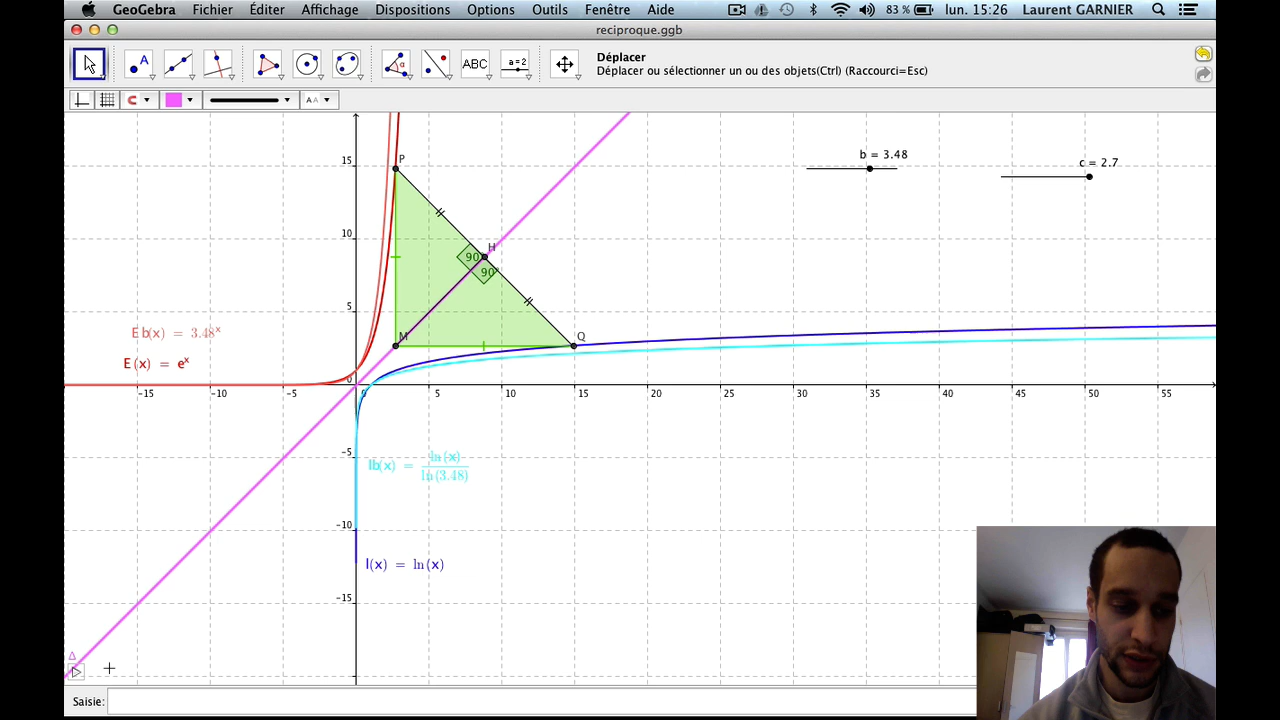 GeoGebra Fichier Éditer Affichage Dispositions Options Outils Fenêtre Aide 83 % lun. 15:26 Laurent GARNIER
reciproque.ggb
A ABC a=2 Déplacer
Déplacer ou sélectionner un ou des objets(Ctrl) (Raccourci=Esc)
A A
b = 3.48
c = 2.7
P
15
10
H
90°
90°
5
M
Q
Eb(x) = 3.48ˣ
E(x) = eˣ
0
-15 -10 -5 0 5 10 15 20 25 30 35 40 45 50 55
-5
lb(x) = ln(x) / ln(3.48)
-10
l(x) = ln(x)
-15
Δ
Saisie: